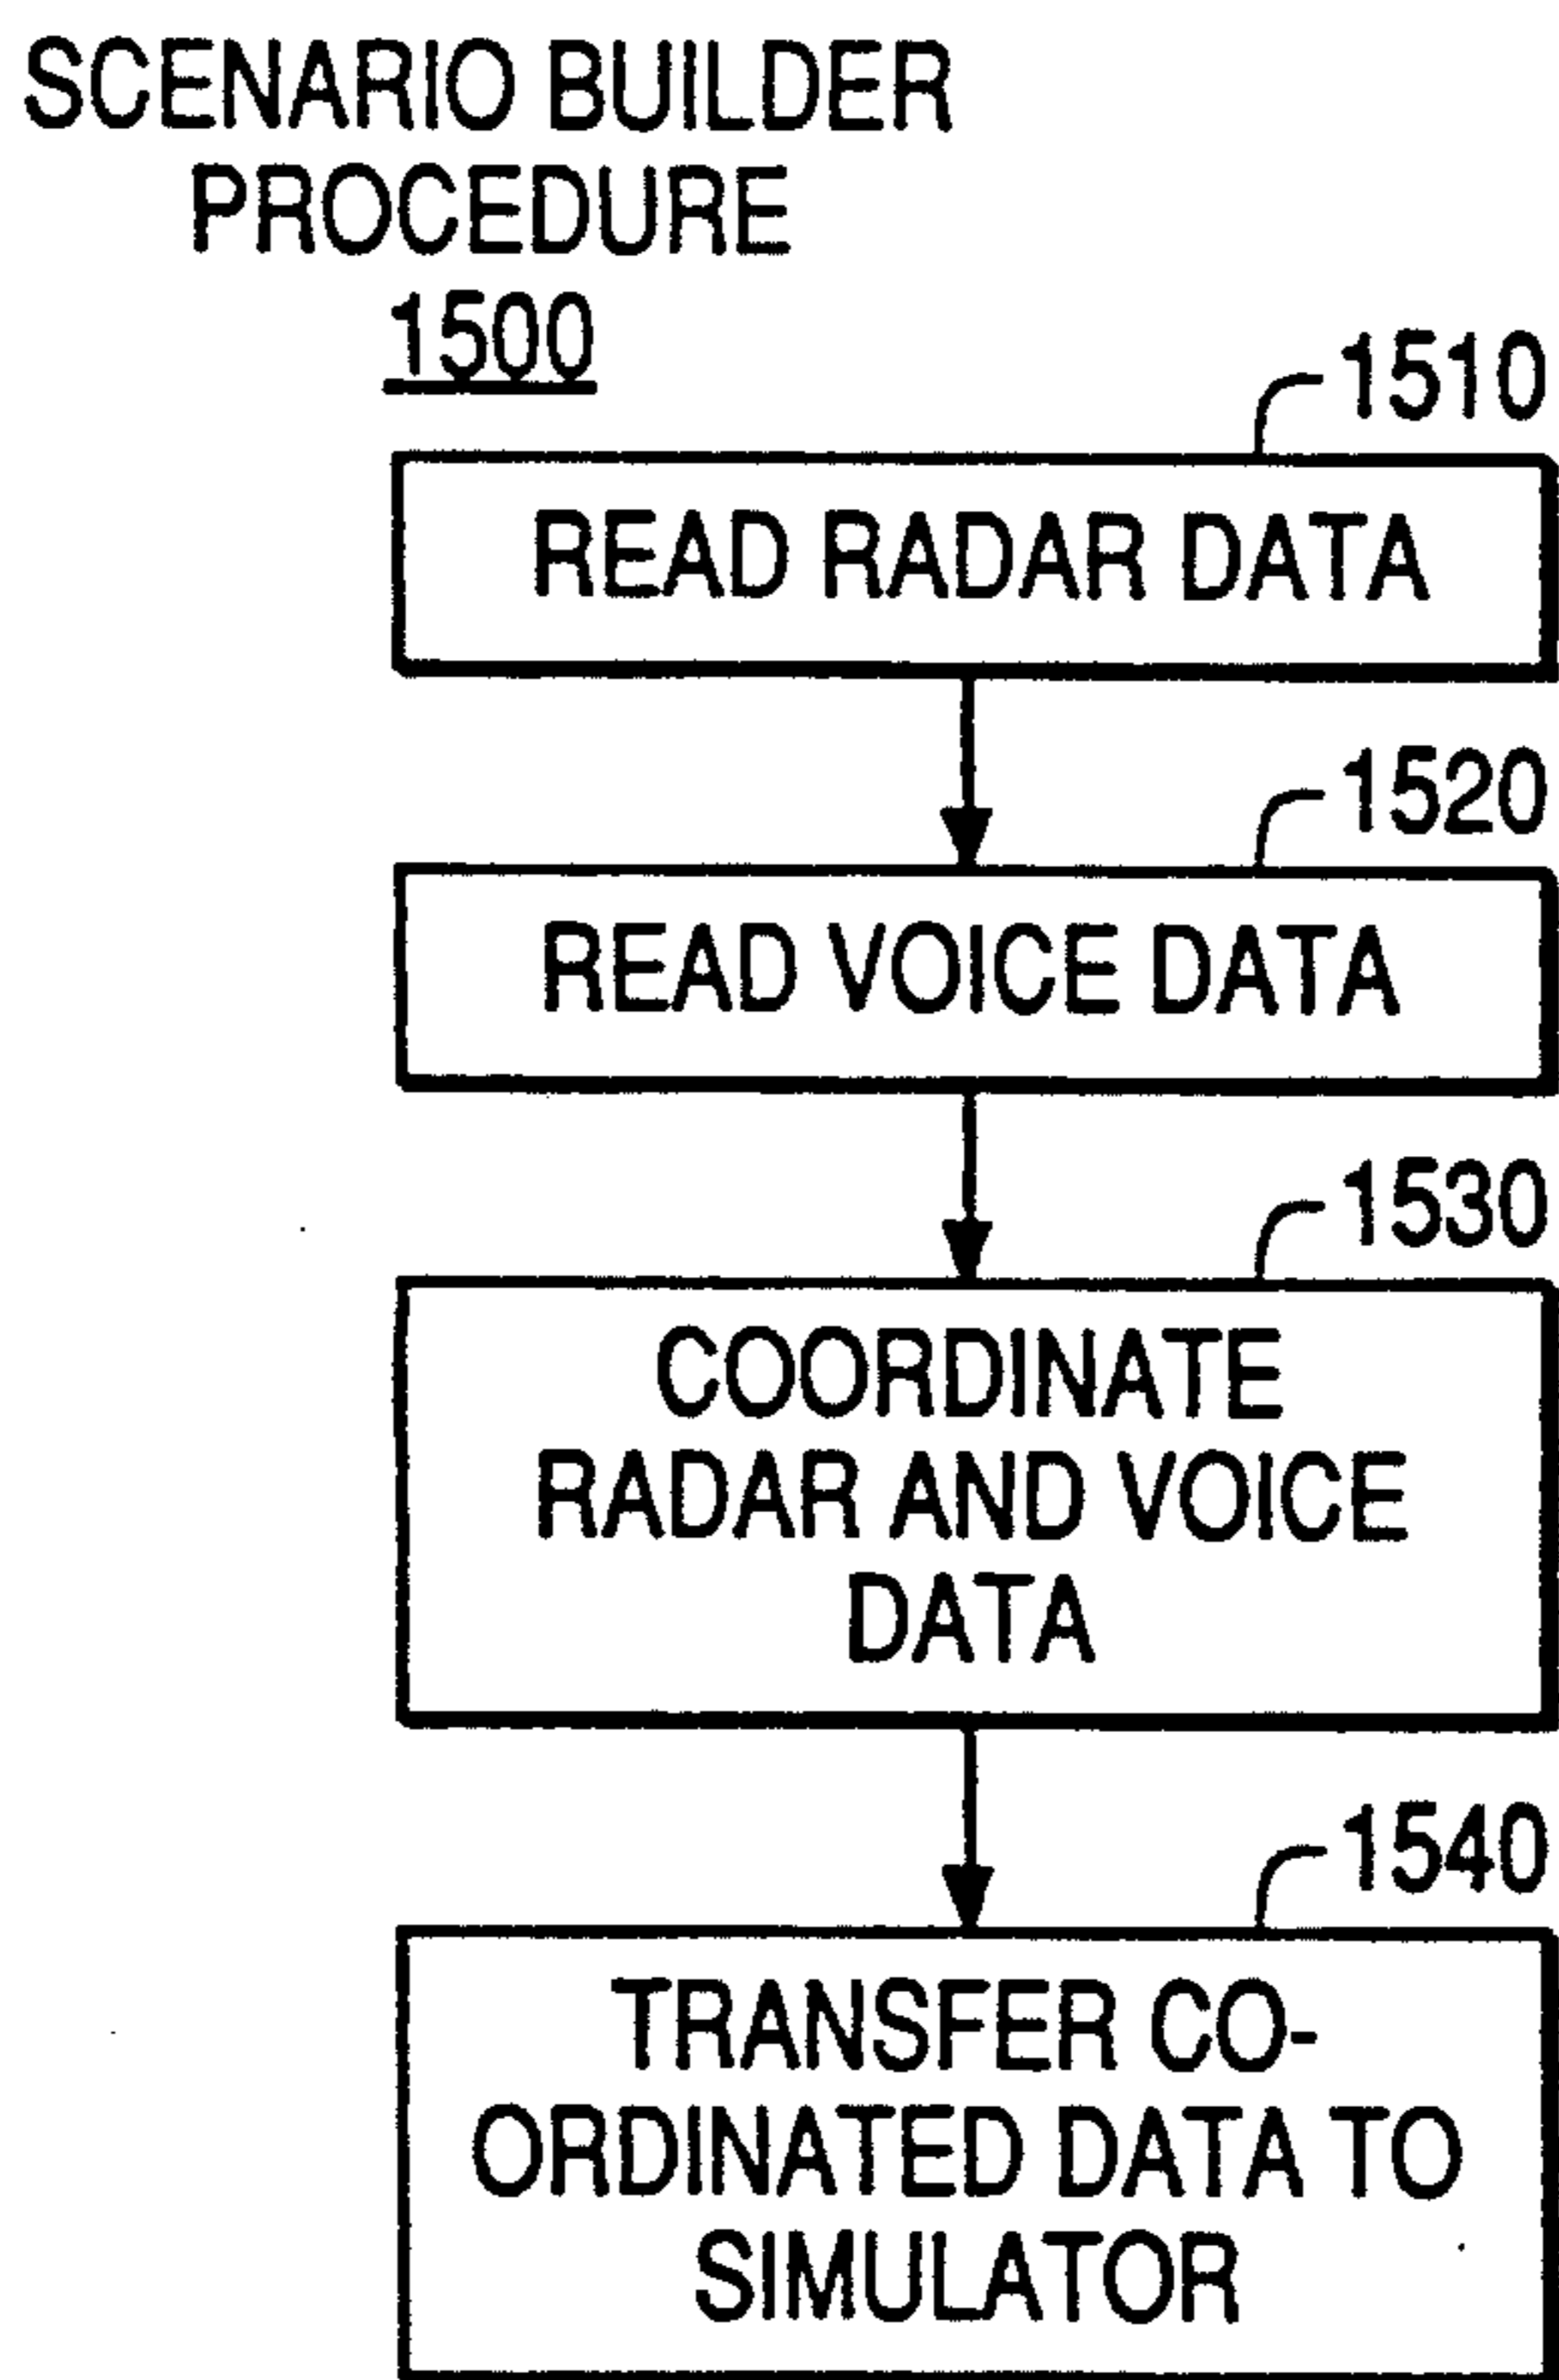 SCENARIO BUILDER
PROCEDURE
1500
1510
READ RADAR DATA
1520
READ VOICE DATA
1530
COORDINATE
RADAR AND VOICE
DATA
1540
TRANSFER CO-
ORDINATED DATA TO
SIMULATOR